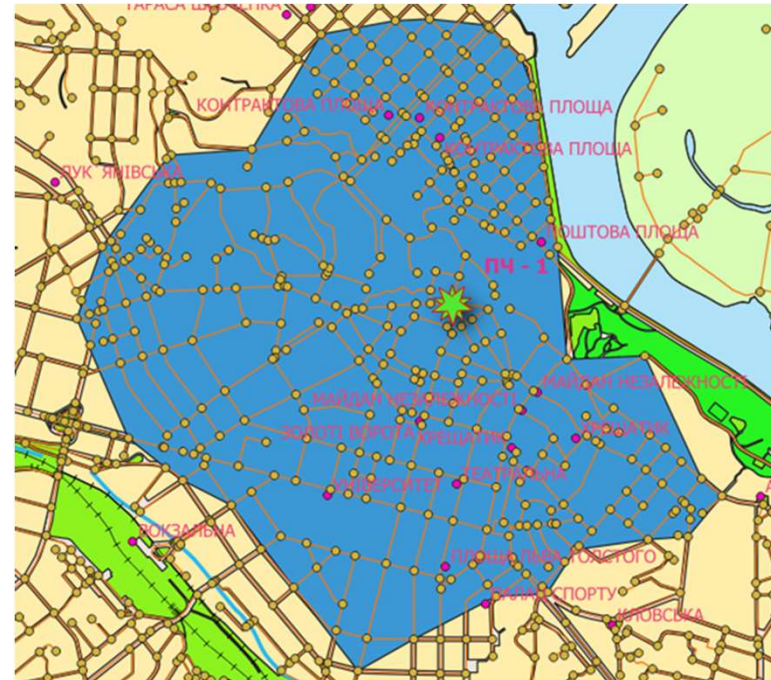 ТАРАСА ШЕВЧЕНКА
КОНТРАКТОВА ПЛОЩА
КОНТРАКТОВА ПЛОЩА
КОНТРАКТОВА ПЛОЩА
ЛУК`ЯНІВСЬКА
ПОШТОВА ПЛОЩА
ПЧ - 1
МАЙДАН НЕЗАЛЕЖНОСТІ
МАЙДАН НЕЗАЛЕЖНОСТІ
ЗОЛОТІ ВОРОТА
ХРЕЩАТИК
ХРЕЩАТИК
ТЕАТРАЛЬНА
УНІВЕРСИТЕТ
ВОКЗАЛЬНА
ПЛОЩА ЛЬВА ТОЛСТОГО
ПАЛАЦ СПОРТУ
КЛОВСЬКА